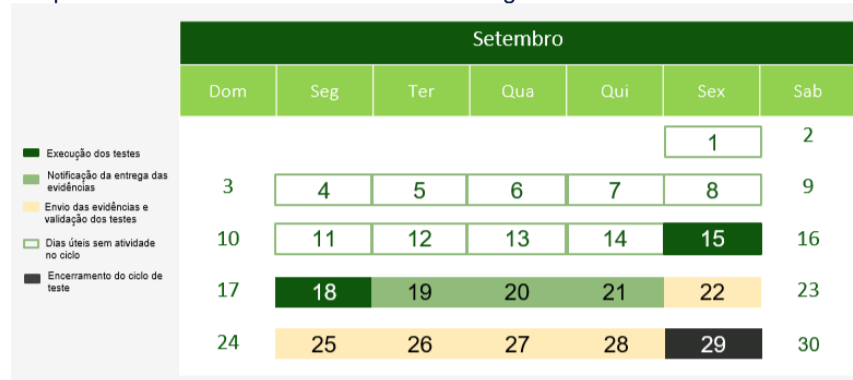 Setembro
Dom Seg Ter Qua Qui Sex Sab
1 2
3 4 5 6 7 8 9
10 11 12 13 14 15 16
17 18 19 20 21 22 23
24 25 26 27 28 29 30
Execução dos testes
Notificação da entrega das
evidências
Envio das evidências e
validação dos testes
Dias úteis sem atividade
no ciclo
Encerramento do ciclo de
teste